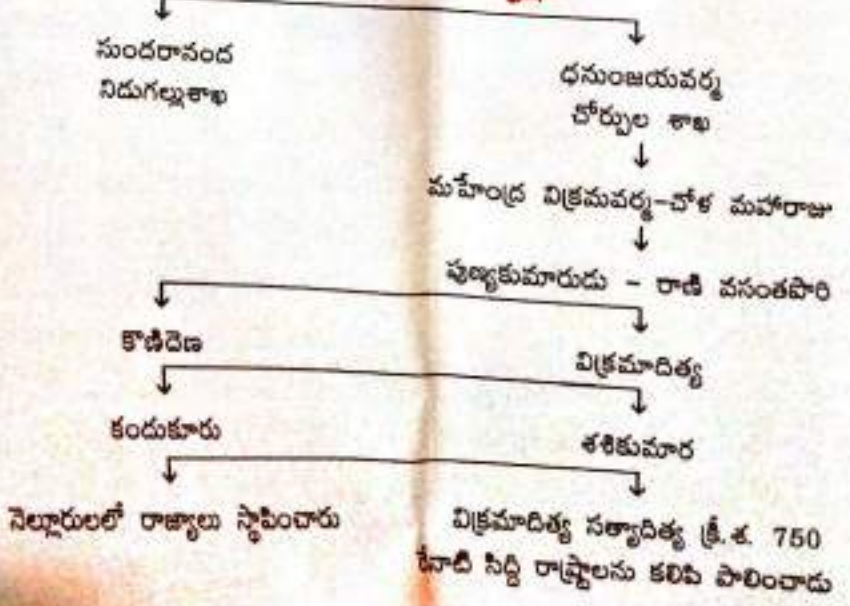 సుందరానంద
నిడుగల్లుశాఖ
ధనుంజయవర్మ
చోర్పుల శాఖ
మహేంద్ర విక్రమవర్మ-చోళ మహారాజు
పుణ్యకుమారుడు - రాణి వసంతపొరి
కొణిదెణ
విక్రమాదిత్య
కందుకూరు
శశికుమార
నెల్లూరులలో రాజ్యాలు స్థాపించారు
విక్రమాదిత్య సత్యాదిత్య క్రీ.శ. 750
రేనాటి సిద్ధి రాష్ట్రాలను కలిపి పాలించాడు